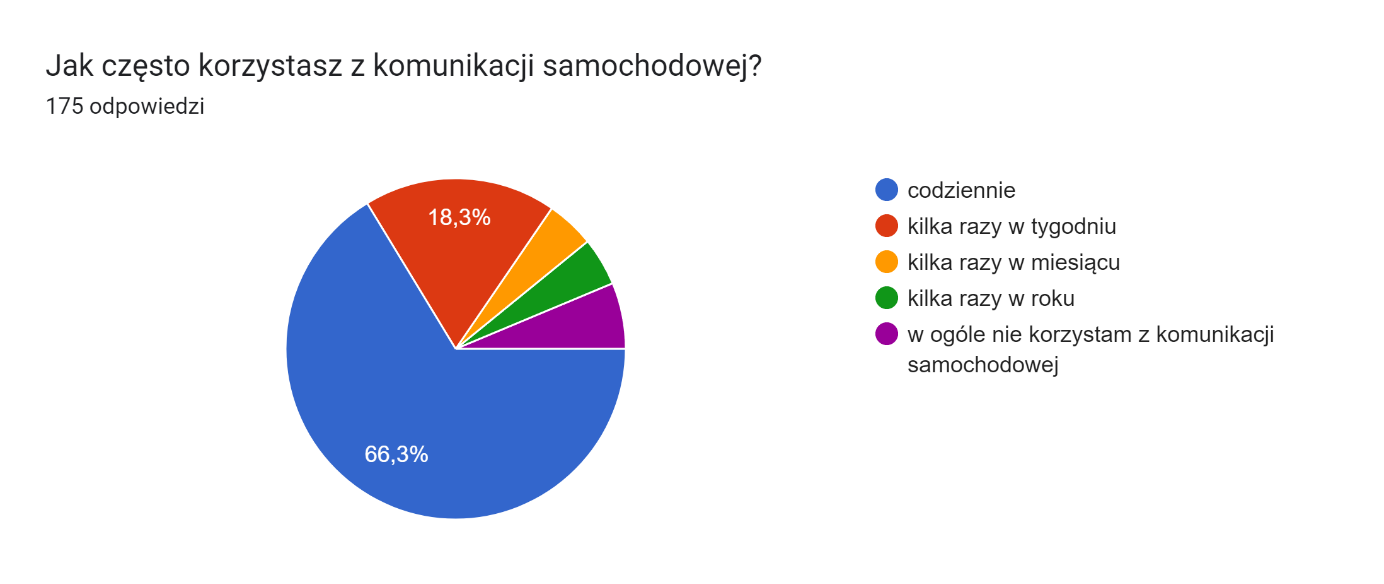 Jak często korzystasz z komunikacji samochodowej?
175 odpowiedzi
18,3%
66,3%
codziennie
kilka razy w tygodniu
kilka razy w miesiącu
kilka razy w roku
w ogóle nie korzystam z komunikacji
samochodowej